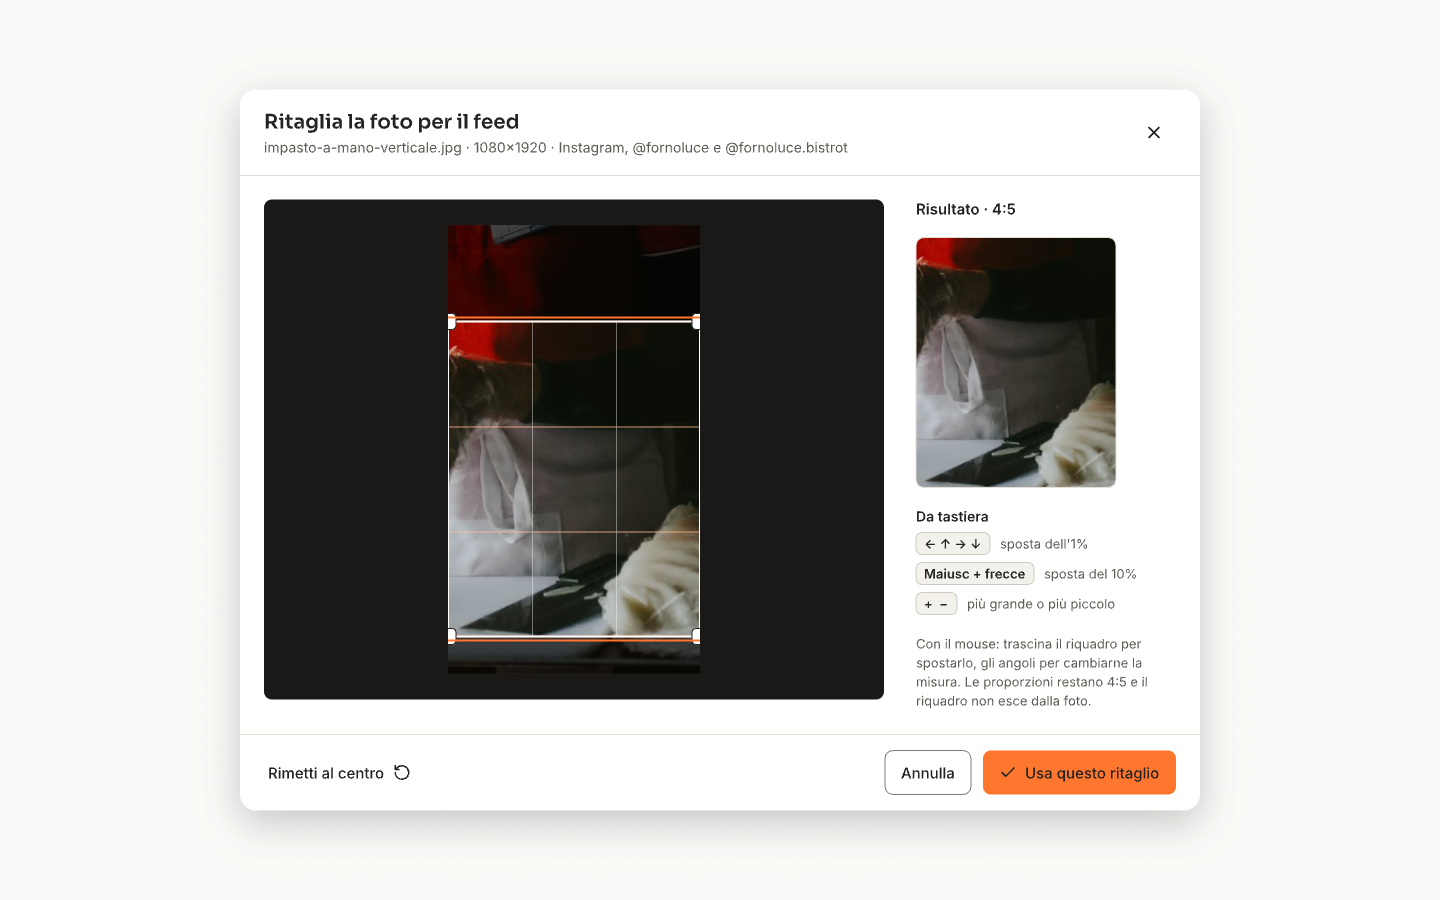 Ritaglia la foto per il feed
impasto-a-mano-verticale.jpg · 1080×1920 · Instagram, @fornoluce e @fornoluce.bistrot
Risultato · 4:5
Da tastiera
← ↑ → ↓ sposta dell'1%
Maiusc + frecce sposta del 10%
+ − più grande o più piccolo
Con il mouse: trascina il riquadro per
spostarlo, gli angoli per cambiarne la
misura. Le proporzioni restano 4:5 e il
riquadro non esce dalla foto.
Rimetti al centro
Annulla
Usa questo ritaglio